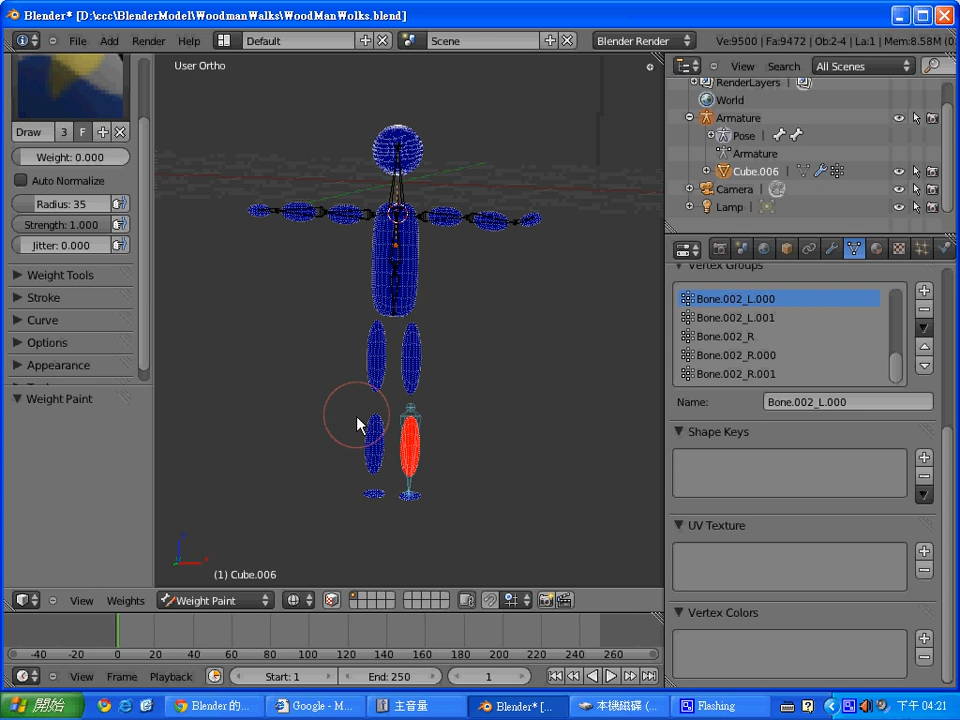 Blender* [D:\ccc\BlenderModel\WoodmanWalks\WoodManWolks.blend]
File Add Render Help Default Scene Blender Render Ve:9500 | Fa:9472 | Ob:2-4 | La:1 | Mem:8.58M
User Ortho
View Search All Scenes
RenderLayers
World
Armature
Pose
Armature
Cube.006
Camera
Lamp
Draw 3 F
Weight: 0.000
Auto Normalize
Radius: 35
Strength: 1.000
Jitter: 0.000
Weight Tools
Stroke
Curve
Options
Appearance
Weight Paint
Vertex Groups
Bone.002_L.000
Bone.002_L.001
Bone.002_R
Bone.002_R.000
Bone.002_R.001
Name: Bone.002_L.000
Shape Keys
UV Texture
Vertex Colors
(1) Cube.006
View Weights Weight Paint
-40 -20 0 20 40 60 80 100 120 140 160 180 200 220 240 260
View Frame Playback Start: 1 End: 250 1
開始 Blender 的... Google - M... 主音量 Blender* [... 本機磁碟 (... Flashing 下午 04:21